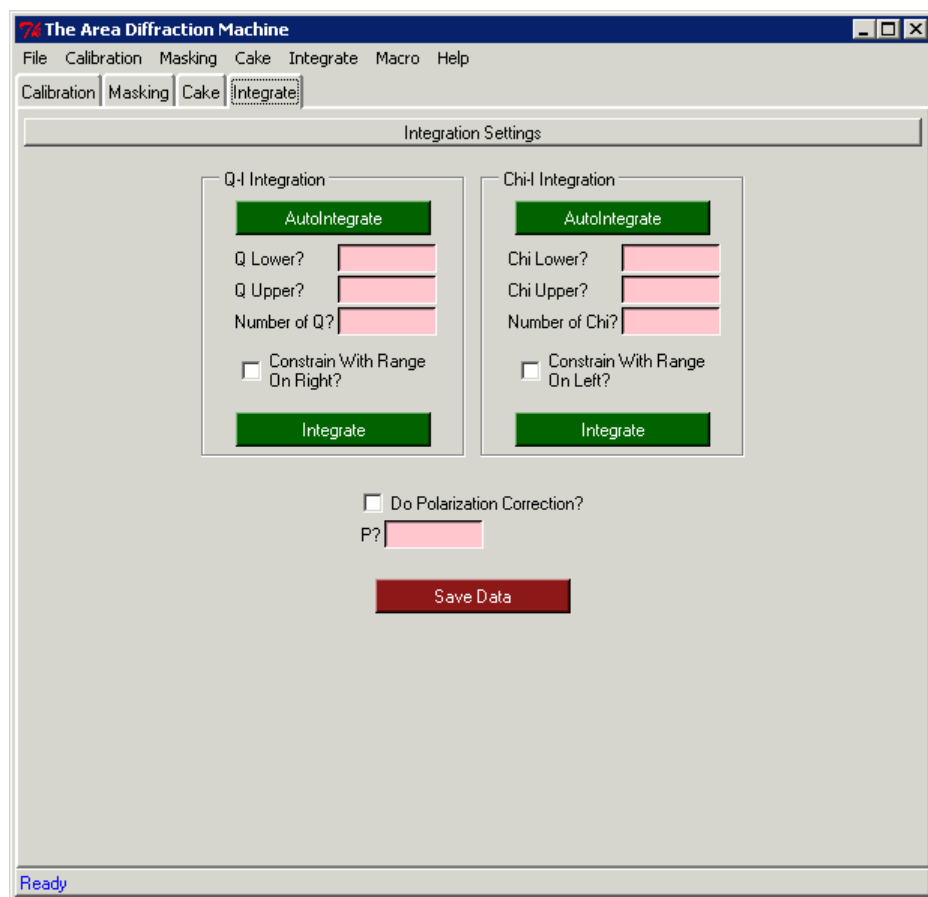 The Area Diffraction Machine
File Calibration Masking Cake Integrate Macro Help
Calibration Masking Cake Integrate
Integration Settings
Q-I Integration
AutoIntegrate
Q Lower?
Q Upper?
Number of Q?
Constrain With Range
On Right?
Integrate
Chi-I Integration
AutoIntegrate
Chi Lower?
Chi Upper?
Number of Chi?
Constrain With Range
On Left?
Integrate
Do Polarization Correction?
P?
Save Data
Ready